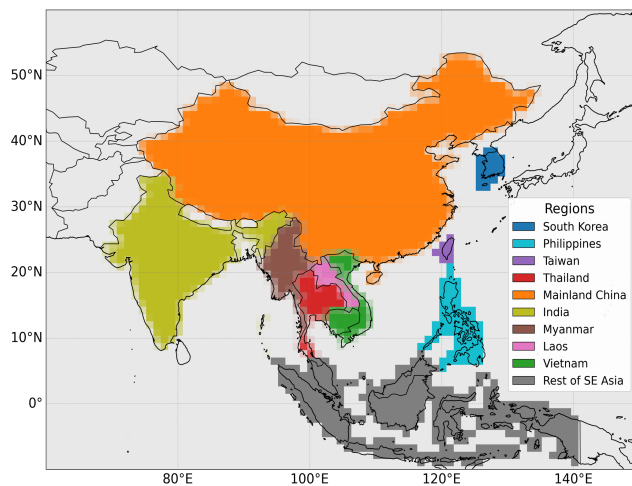 50°N
40°N
30°N
20°N
10°N
0°
80°E
100°E
120°E
140°E
Regions
South Korea
Philippines
Taiwan
Thailand
Mainland China
India
Myanmar
Laos
Vietnam
Rest of SE Asia